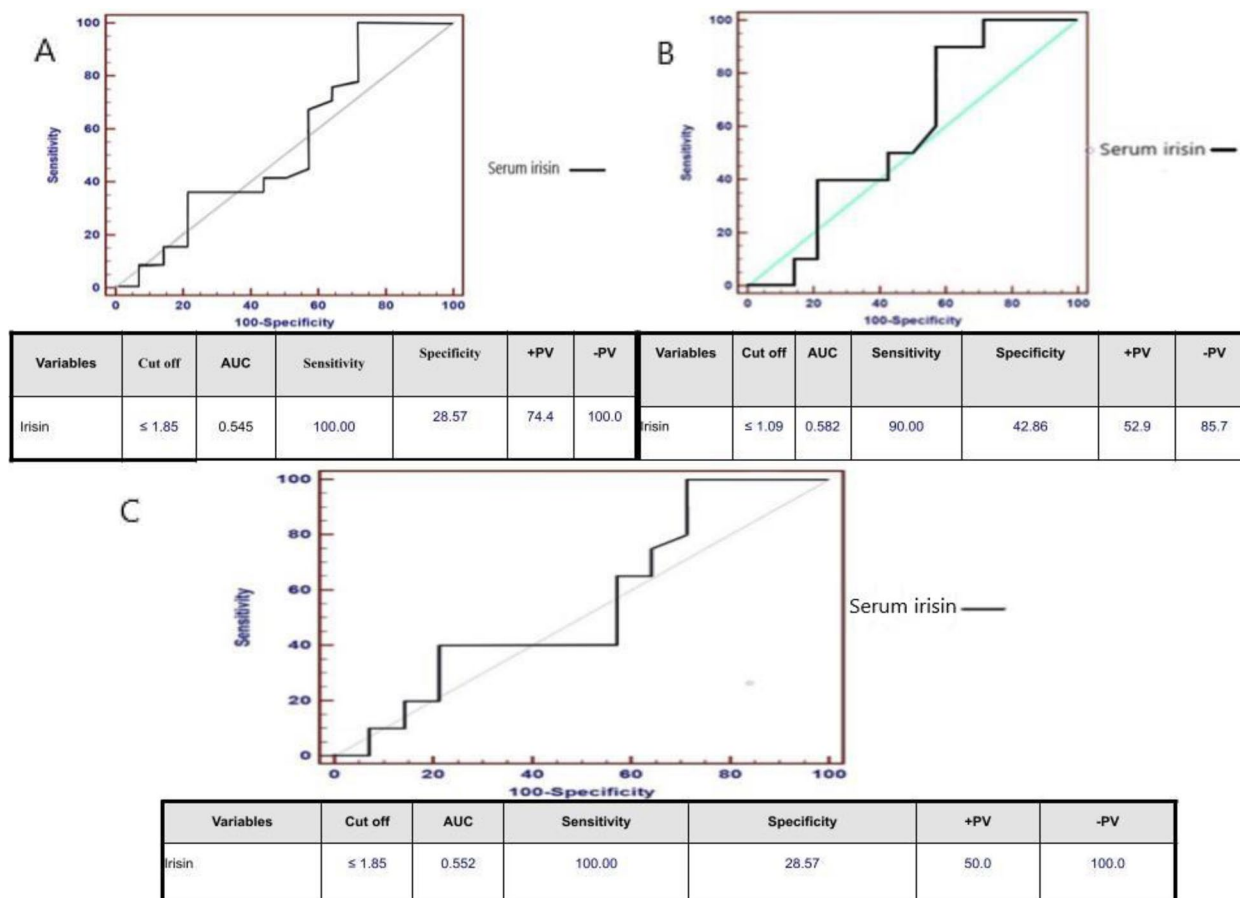 A
100
80
60
40
20
0
Sensitivity
0 20 40 60 80 100
100-Specificity
Serum irisin
B
100
80
60
40
20
0
Sensitivity
0 20 40 60 80 100
100-Specificity
Serum irisin
Variables Cut off AUC Sensitivity Specificity +PV -PV
Irisin ≤ 1.85 0.545 100.00 28.57 74.4 100.0
Variables Cut off AUC Sensitivity Specificity +PV -PV
Irisin ≤ 1.09 0.582 90.00 42.86 52.9 85.7
C
100
80
60
40
20
0
Sensitivity
0 20 40 60 80 100
100-Specificity
Serum irisin
Variables Cut off AUC Sensitivity Specificity +PV -PV
Irisin ≤ 1.85 0.552 100.00 28.57 50.0 100.0